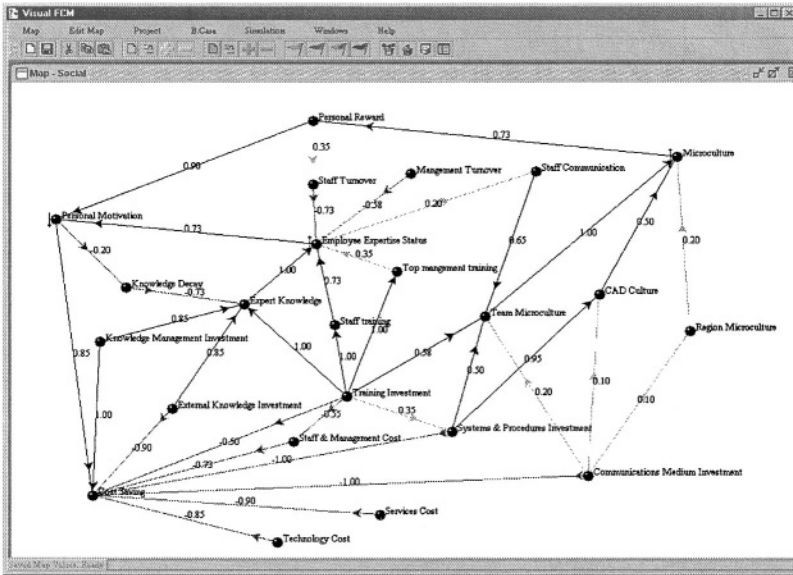 Visual FCM
Map Edit Map Project B.Case Simulation Windows Help
Map - Social
Personal Reward
0.73
Microculture
0.35
0.90
Staff Turnover
Mangement Turnover
Staff Communication
-0.58
0.20
-0.73
0.50
Personal Motivation
0.73
Employee Expertise Status
1.00
0.20
-0.20
0.35
0.65
Top mangement training
Knowledge Decay
1.00
0.73
-0.73
CAD Culture
Expert Knowledge
0.85
Staff training
Team Microculture
Region Microculture
1.00
Knowledge Management Investment
0.85
0.85
1.00
1.00
0.58
0.95
0.50
0.20
0.10
0.10
Training Investment
External Knowledge Investment
1.00
0.35
Systems & Procedures Investment
-0.50
Staff & Management Cost
-0.90
-0.73
-1.00
Communications Medium Investment
-1.00
Cost Saving
-0.90
Services Cost
-0.85
Technology Cost
Saved Map Values. Ready